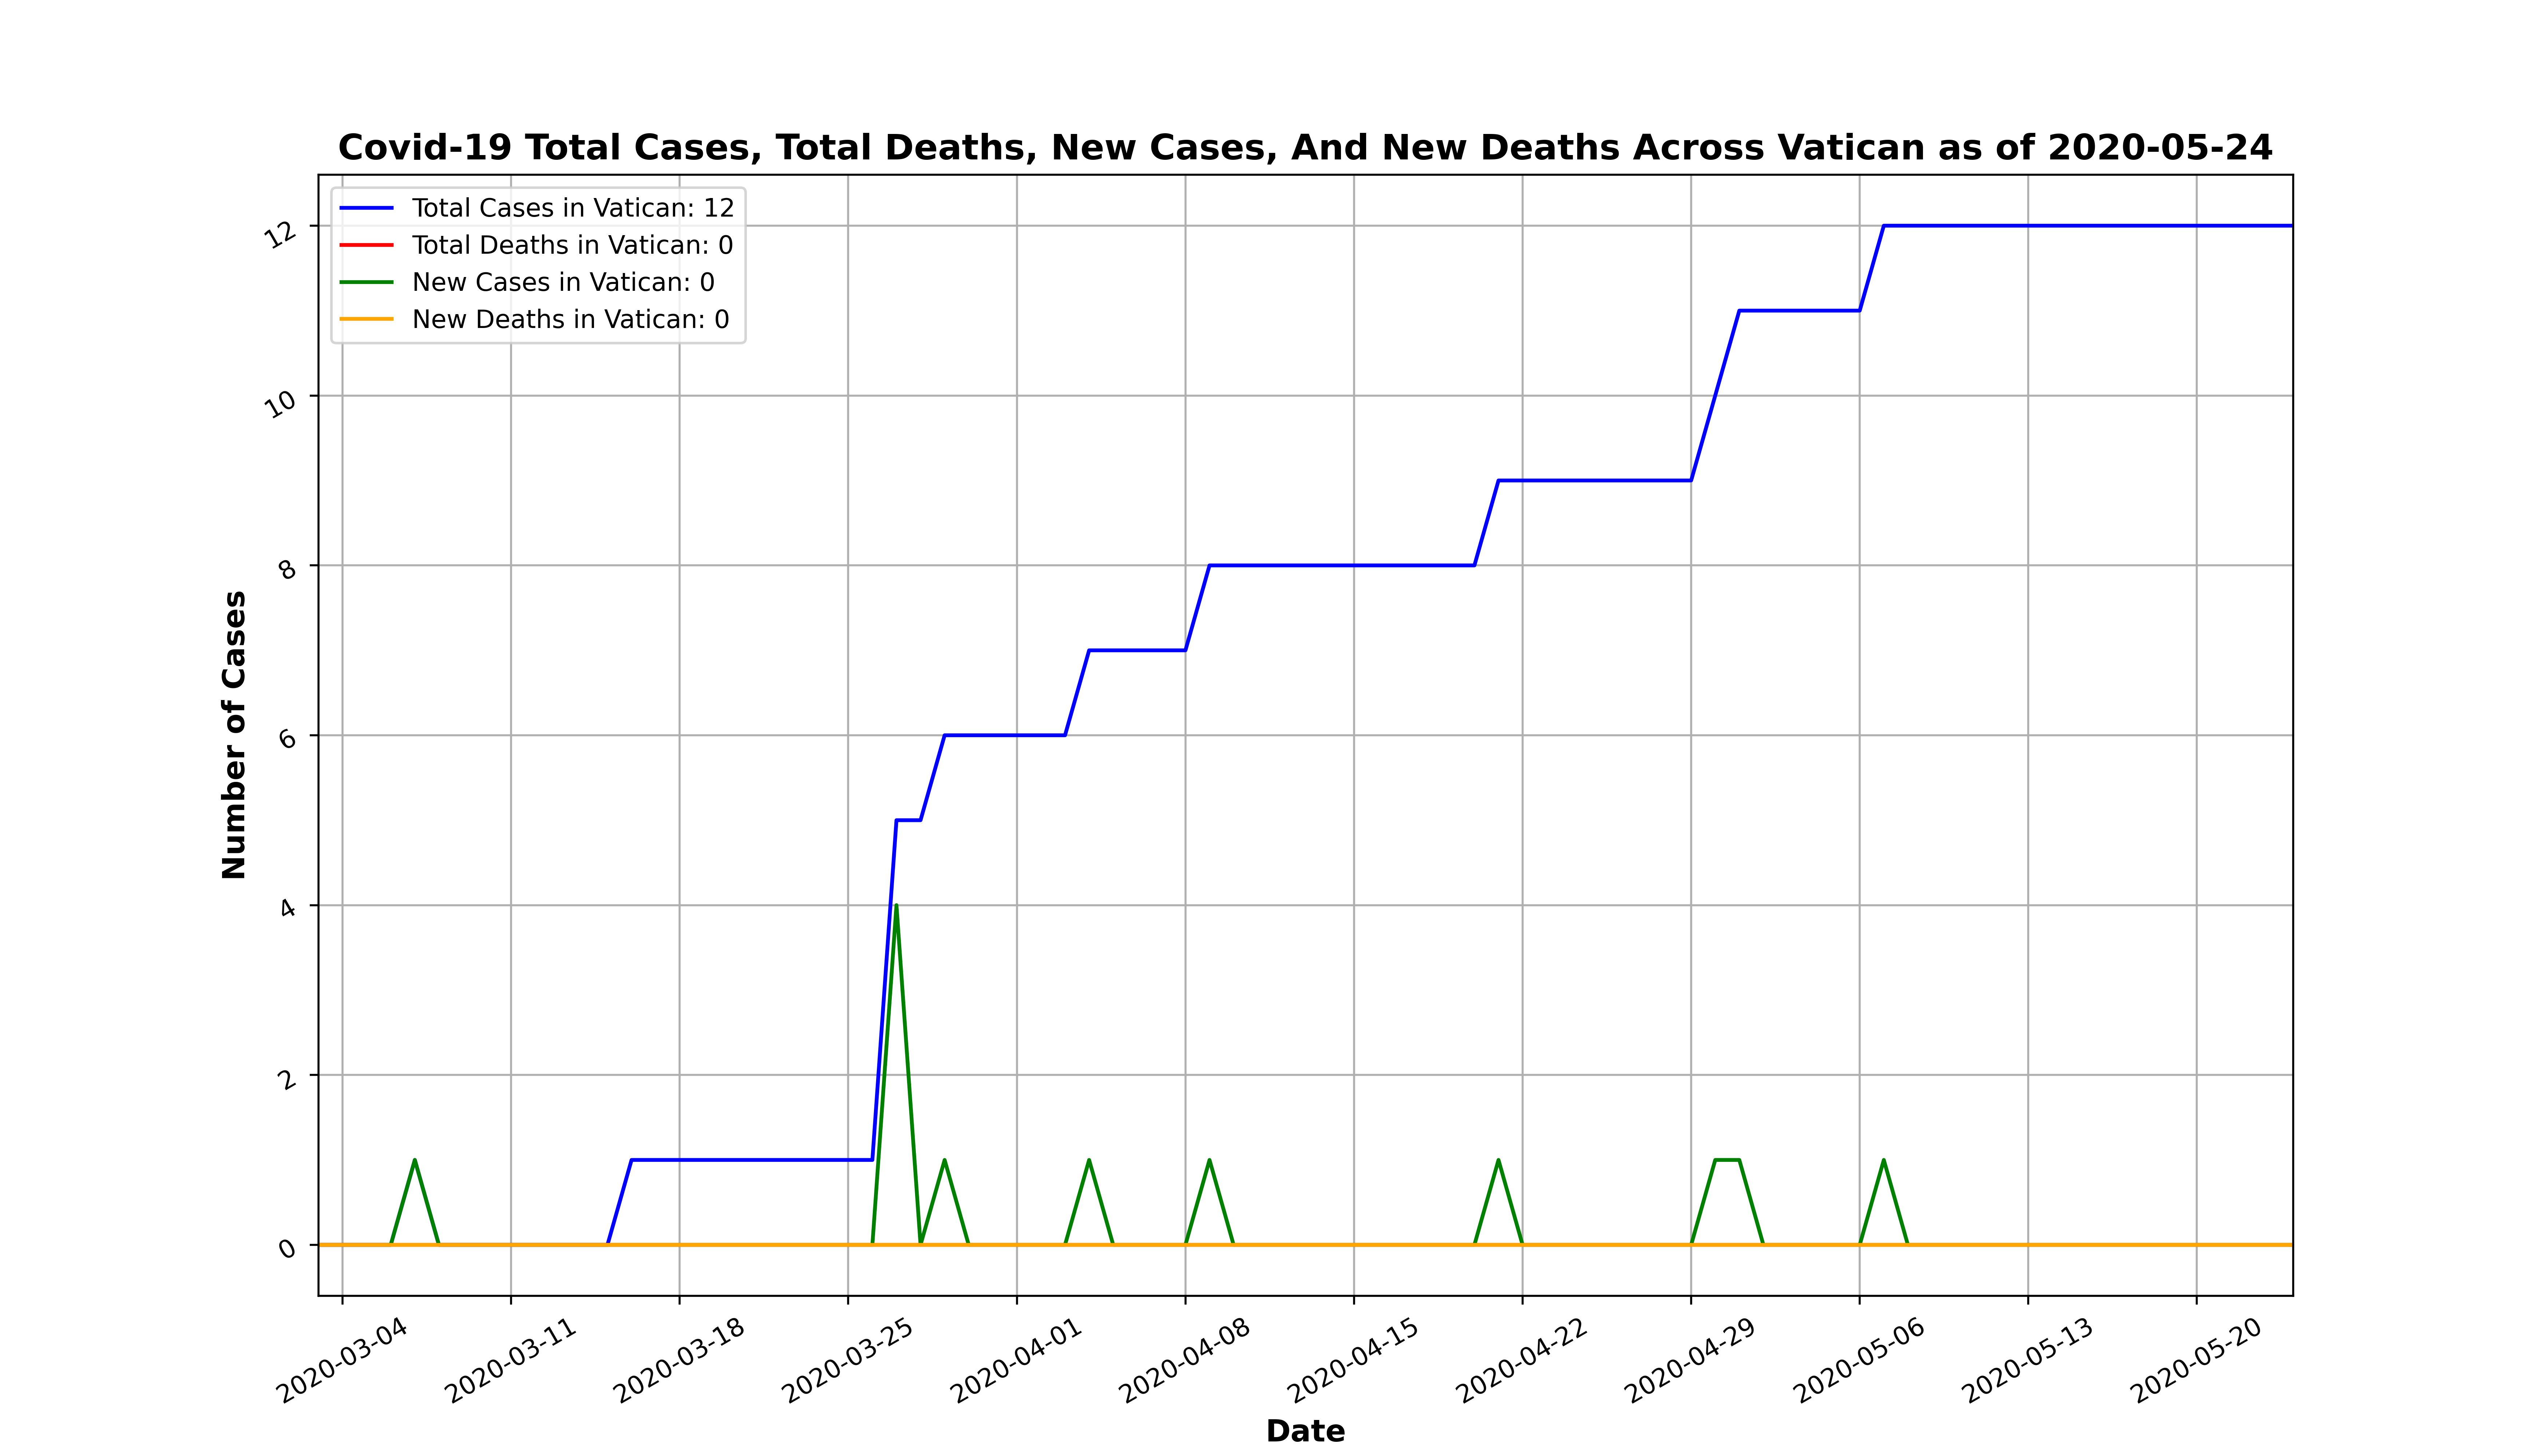 Covid-19 Total Cases, Total Deaths, New Cases, And New Deaths Across Vatican as of 2020-05-24
Total Cases in Vatican: 12
Total Deaths in Vatican: 0
New Cases in Vatican: 0
New Deaths in Vatican: 0
12
10
8
6
4
2
0
Number of Cases
2020-03-04
2020-03-11
2020-03-18
2020-03-25
2020-04-01
2020-04-08
2020-04-15
2020-04-22
2020-04-29
2020-05-06
2020-05-13
2020-05-20
Date